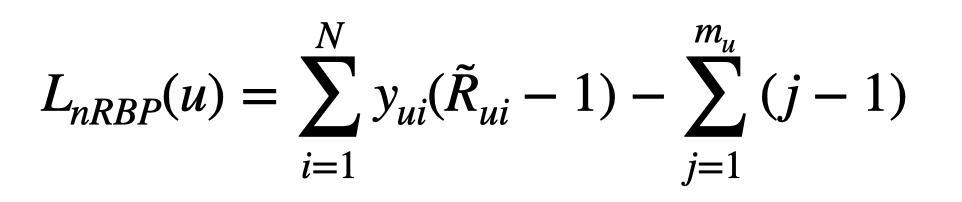 L_{nRBP}(u) = \sum_{i=1}^{N} y_{ui}(\tilde{R}_{ui} - 1) - \sum_{j=1}^{m_u} (j - 1)